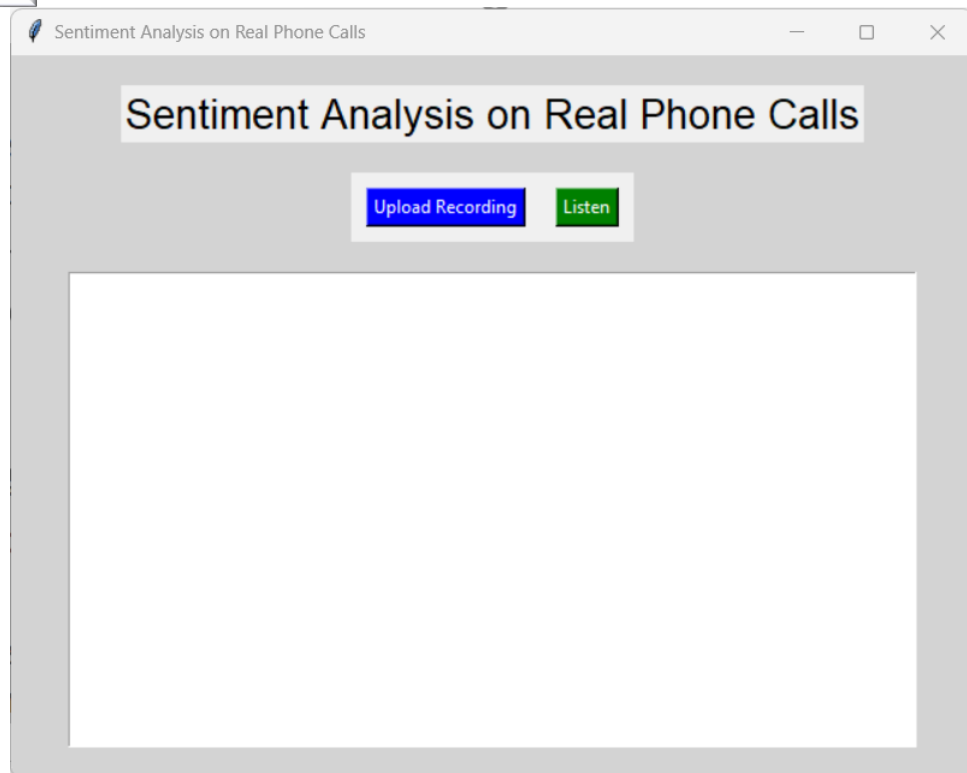 Sentiment Analysis on Real Phone Calls
Sentiment Analysis on Real Phone Calls
Upload Recording
Listen